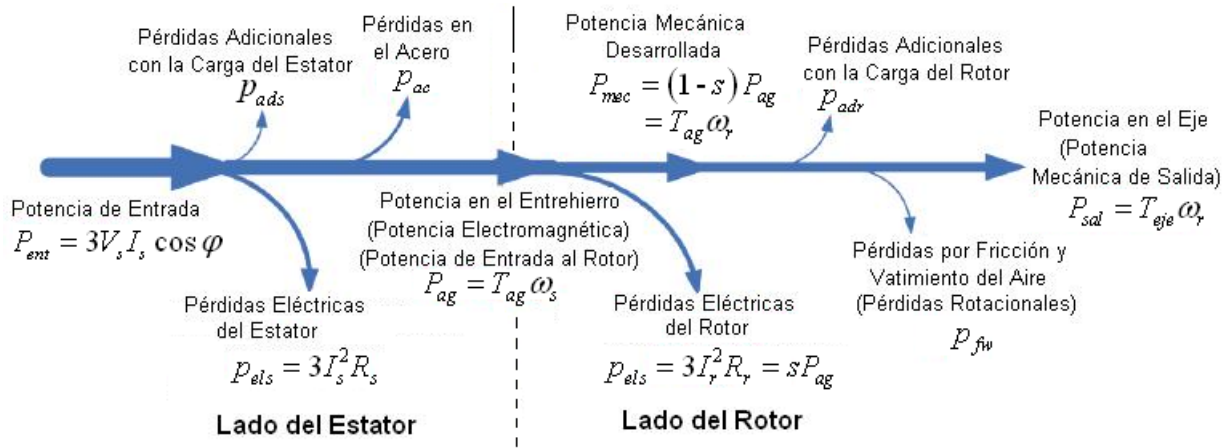 Pérdidas Adicionales
con la Carga del Estator
p_ads
Pérdidas en
el Acero
p_ac
Potencia Mecánica
Desarrollada
P_mec = (1 - s) P_ag
= T_ag ω_r
Pérdidas Adicionales
con la Carga del Rotor
p_adr
Potencia en el Eje
(Potencia
Mecánica de Salida)
P_sal = T_eje ω_r
Potencia de Entrada
P_ent = 3V_s I_s cos φ
Potencia en el Entrehierro
(Potencia Electromagnética)
(Potencia de Entrada al Rotor)
P_ag = T_ag ω_s
Pérdidas por Fricción y
Vatimiento del Aire
(Pérdidas Rotacionales)
p_fw
Pérdidas Eléctricas
del Estator
p_els = 3I_s^2 R_s
Pérdidas Eléctricas
del Rotor
p_els = 3I_r^2 R_r = sP_ag
Lado del Estator
Lado del Rotor